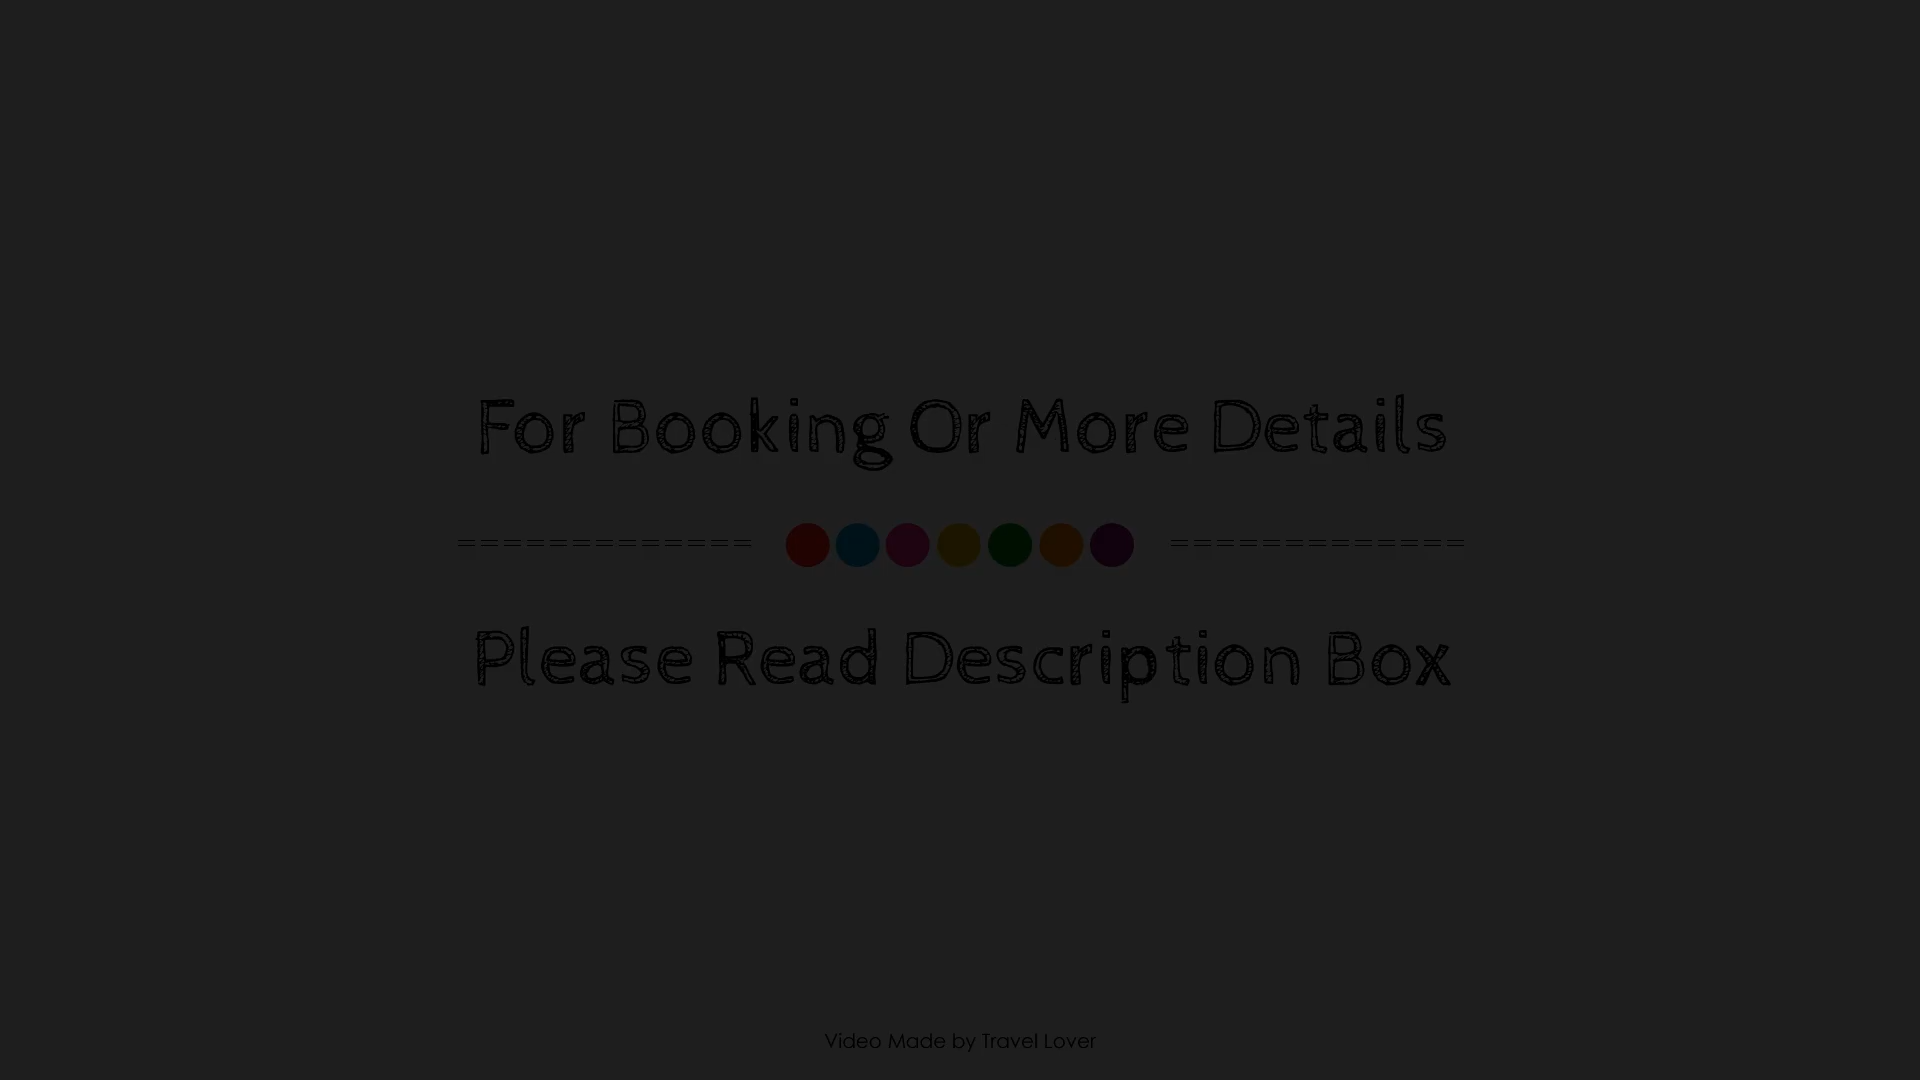 For Booking Or More Details
============= =============
Please Read Description Box
Video Made by Travel Lover